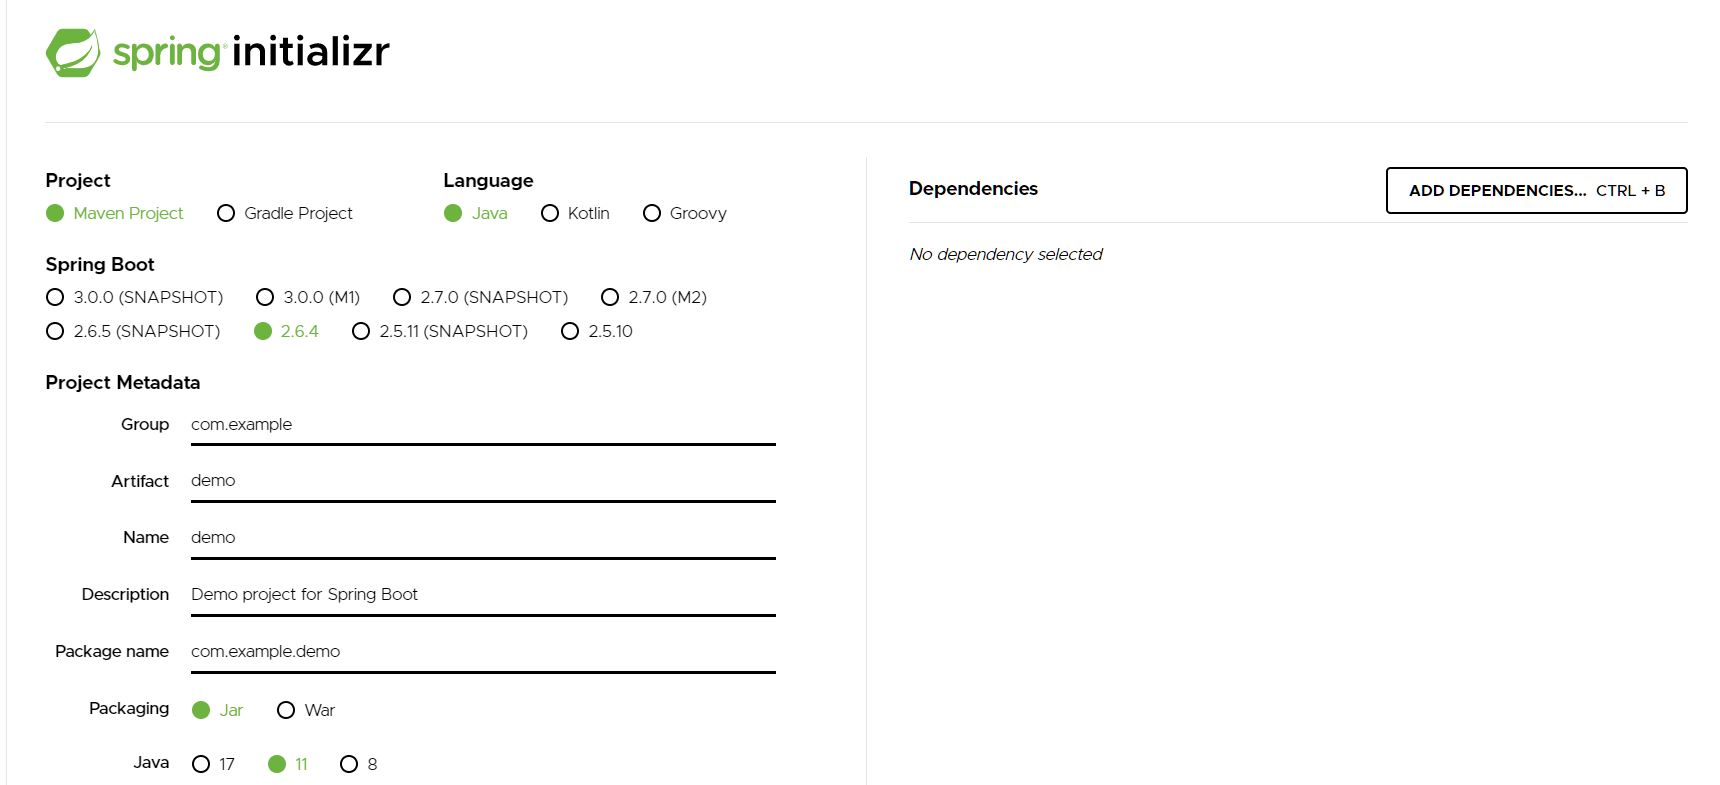 spring initializr
Project
Maven Project Gradle Project
Language
Java Kotlin Groovy
Spring Boot
3.0.0 (SNAPSHOT) 3.0.0 (M1) 2.7.0 (SNAPSHOT) 2.7.0 (M2)
2.6.5 (SNAPSHOT) 2.6.4 2.5.11 (SNAPSHOT) 2.5.10
Project Metadata
Group com.example
Artifact demo
Name demo
Description Demo project for Spring Boot
Package name com.example.demo
Packaging Jar War
Java 17 11 8
Dependencies
ADD DEPENDENCIES... CTRL + B
No dependency selected